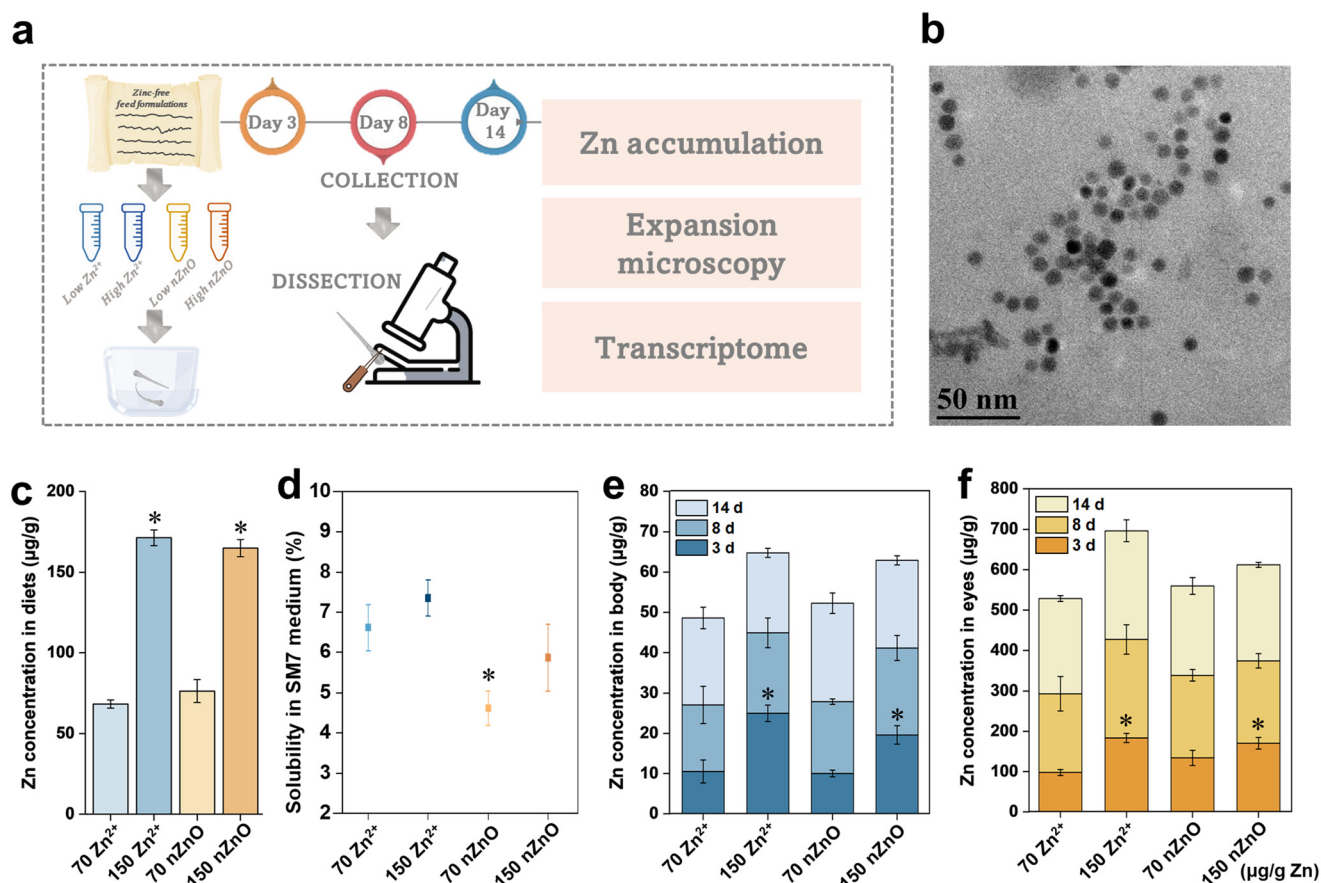 a
Zinc-free
feed formulations
Day 3
Day 8
Day
14
COLLECTION
DISSECTION
Low Zn²⁺
High Zn²⁺
Low nZnO
High nZnO
Zn accumulation
Expansion
microscopy
Transcriptome
b
50 nm
c
Zn concentration in diets (µg/g)
200
150
100
50
0
*
*
70 Zn²⁺
150 Zn²⁺
70 nZnO
150 nZnO
d
Solubility in SM7 medium (%)
10
9
8
7
6
5
4
3
2
*
70 Zn²⁺
150 Zn²⁺
70 nZnO
150 nZnO
e
Zn concentration in body (µg/g)
80
70
60
50
40
30
20
10
0
14 d
8 d
3 d
*
*
70 Zn²⁺
150 Zn²⁺
70 nZnO
150 nZnO
f
Zn concentration in eyes (µg/g)
800
700
600
500
400
300
200
100
0
14 d
8 d
3 d
*
*
70 Zn²⁺
150 Zn²⁺
70 nZnO
150 nZnO
(µg/g Zn)